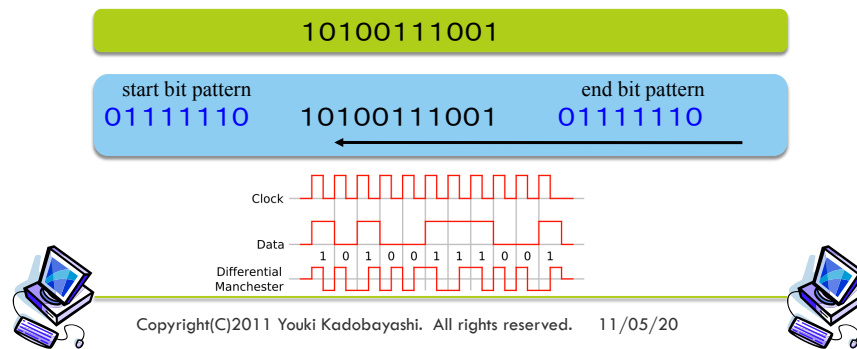 10100111001
start bit pattern end bit pattern
01111110 10100111001 01111110
Clock
Data
1 0 1 0 0 1 1 1 0 0 1
Differential
Manchester
Copyright(C)2011 Youki Kadobayashi. All rights reserved. 11/05/20